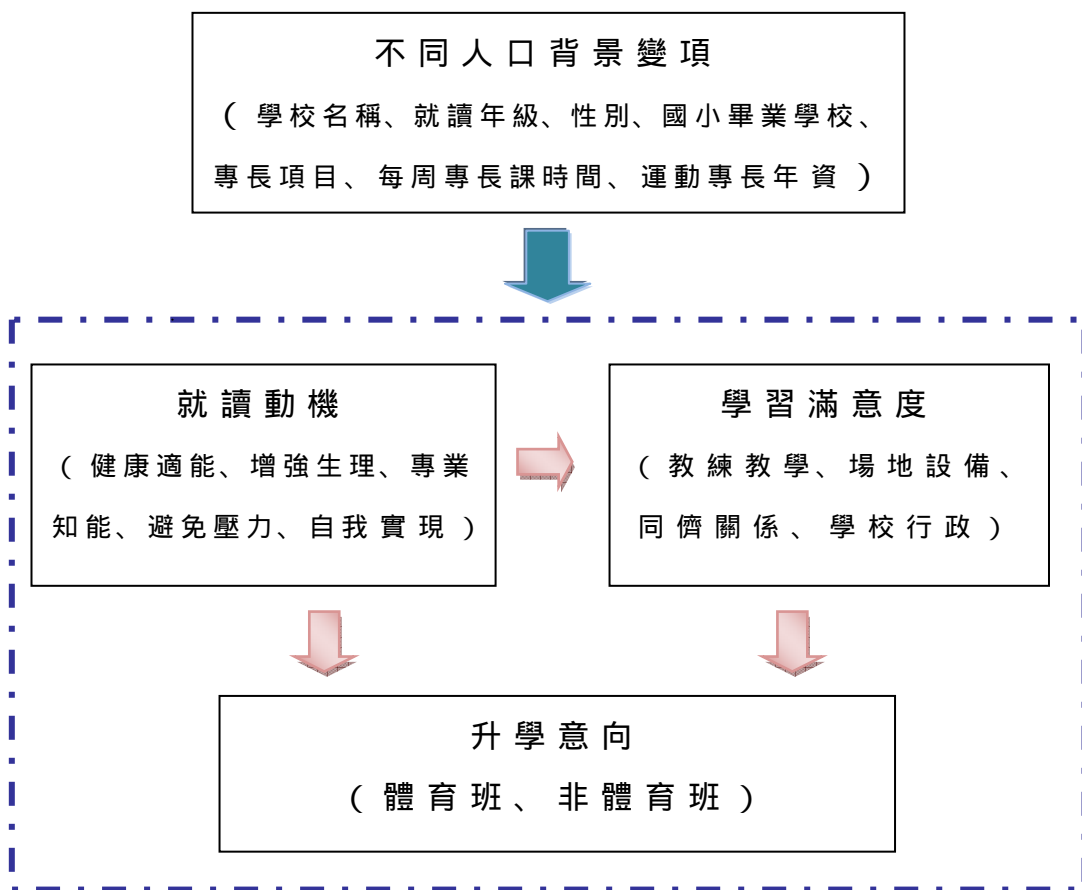 不同人口背景變項
( 學校名稱、就讀年級、性別、國小畢業學校、
專長項目、每周專長課時間、運動專長年資 )
就讀動機
( 健康適能、增強生理、專業
知能、避免壓力、自我實現 )
學習滿意度
( 教練教學、場地設備、
同儕關係、學校行政 )
升學意向
( 體育班、非體育班 )